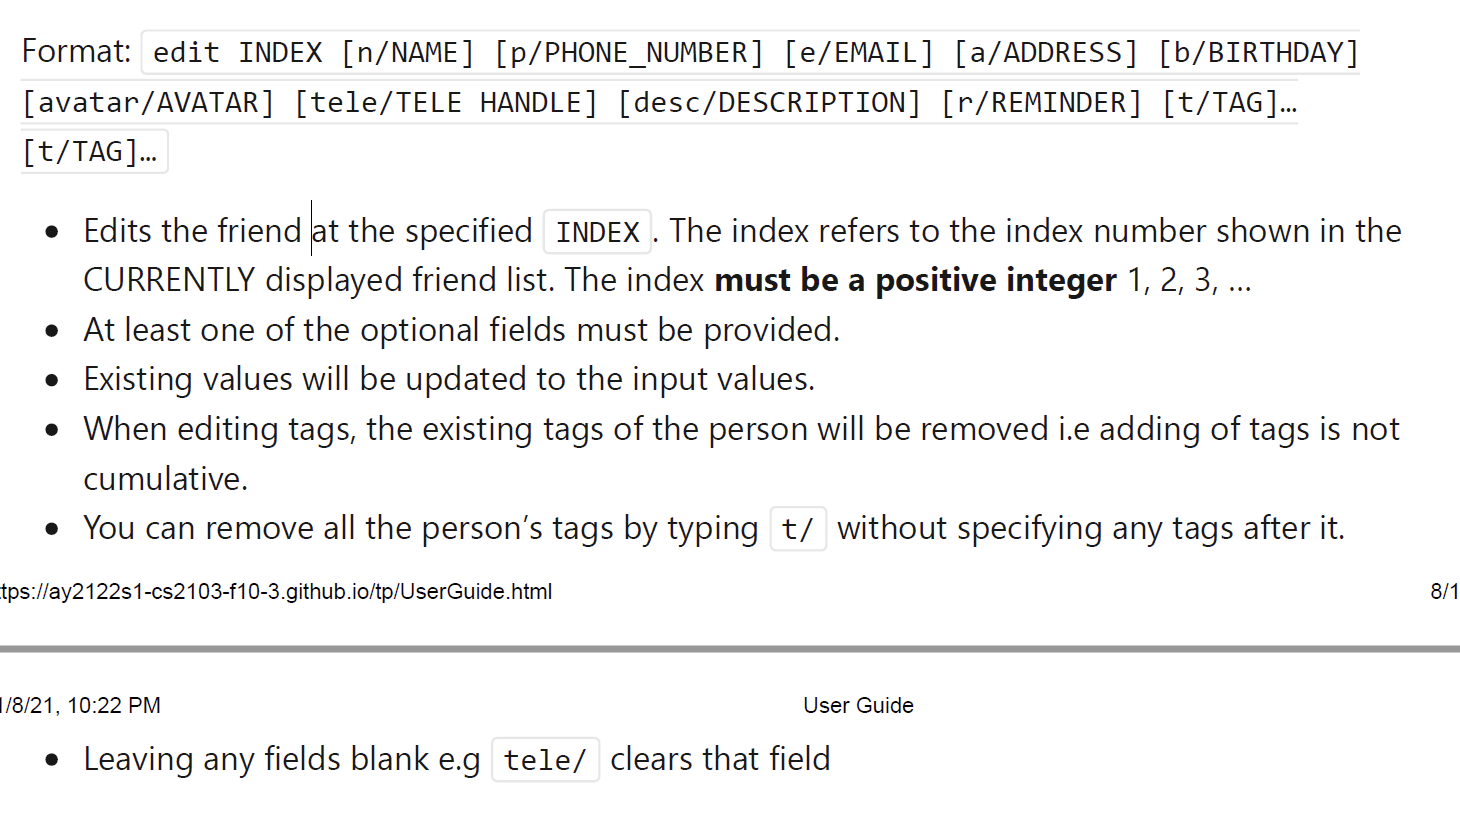 Format: edit INDEX [n/NAME] [p/PHONE_NUMBER] [e/EMAIL] [a/ADDRESS] [b/BIRTHDAY]
[avatar/AVATAR] [tele/TELE HANDLE] [desc/DESCRIPTION] [r/REMINDER] [t/TAG]…
[t/TAG]…
• Edits the friend at the specified INDEX. The index refers to the index number shown in the
CURRENTLY displayed friend list. The index must be a positive integer 1, 2, 3, …
• At least one of the optional fields must be provided.
• Existing values will be updated to the input values.
• When editing tags, the existing tags of the person will be removed i.e adding of tags is not
cumulative.
• You can remove all the person’s tags by typing t/ without specifying any tags after it.
ttps://ay2122s1-cs2103-f10-3.github.io/tp/UserGuide.html 8/1
/8/21, 10:22 PM User Guide
• Leaving any fields blank e.g tele/ clears that field